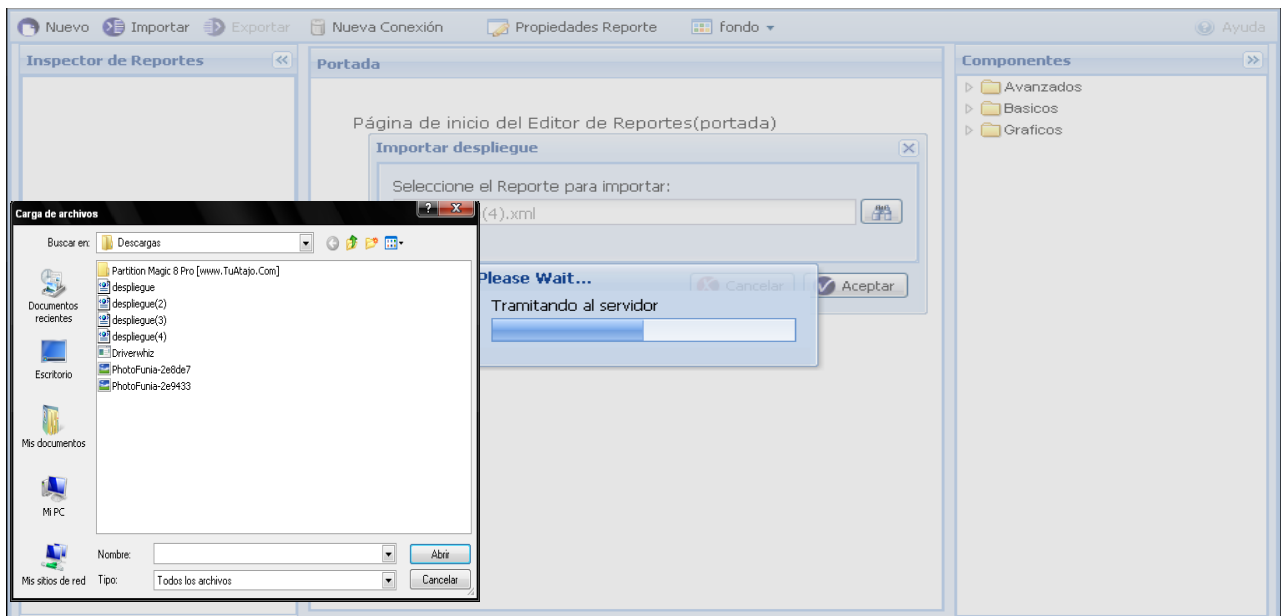 Nuevo Importar Exportar Nueva Conexión Propiedades Reporte fondo Ayuda
Inspector de Reportes
Portada
Componentes
Página de inicio del Editor de Reportes(portada)
Avanzados
Basicos
Graficos
Importar despliegue
Seleccione el Reporte para importar:
(4).xml
Cancelar Aceptar
Please Wait...
Tramitando al servidor
Carga de archivos
Buscar en: Descargas
Documentos recientes
Escritorio
Mis documentos
Mi PC
Mis sitios de red
Partition Magic 8 Pro [www.TuAtajo.Com]
despliegue
despliegue(2)
despliegue(3)
despliegue(4)
Driverwhiz
PhotoFunia-2e8de7
PhotoFunia-2e9433
Nombre: Abrir
Tipo: Todos los archivos Cancelar